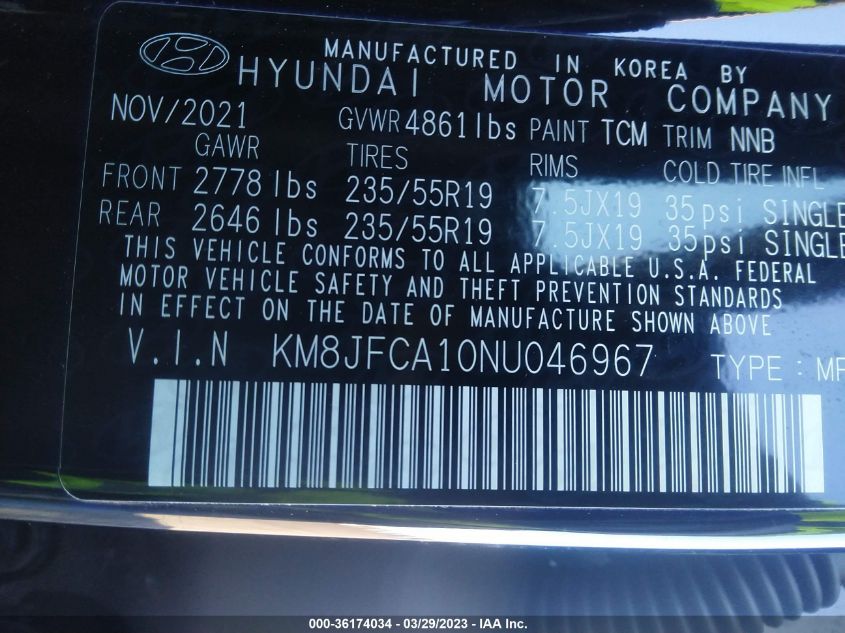 MANUFACTURED IN KOREA BY
HYUNDAI MOTOR COMPANY
NOV/2021 GVWR 4861lbs PAINT TCM TRIM NNB
GAWR TIRES RIMS COLD TIRE INFL
FRONT 2778 lbs 235/55R19 7.5JX19 35psi SINGLE
REAR 2646 lbs 235/55R19 7.5JX19 35psi SINGLE
THIS VEHICLE CONFORMS TO ALL APPLICABLE U.S.A. FEDERAL
MOTOR VEHICLE SAFETY AND THEFT PREVENTION STANDARDS
IN EFFECT ON THE DATE OF MANUFACTURE SHOWN ABOVE
V.I.N KM8JFCA10NU046967 TYPE : MP
000-36174034 - 03/29/2023 - IAA Inc.